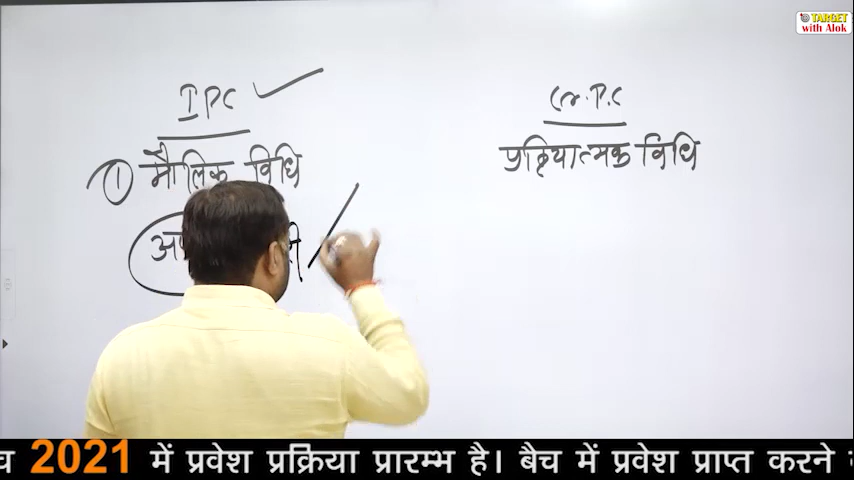 TARGET
with Alok
IPC
Cr.P.C
① मौलिक विधि
प्रक्रियात्मक विधि
2021 में प्रवेश प्रक्रिया प्रारम्भ है। बैच में प्रवेश प्राप्त करने